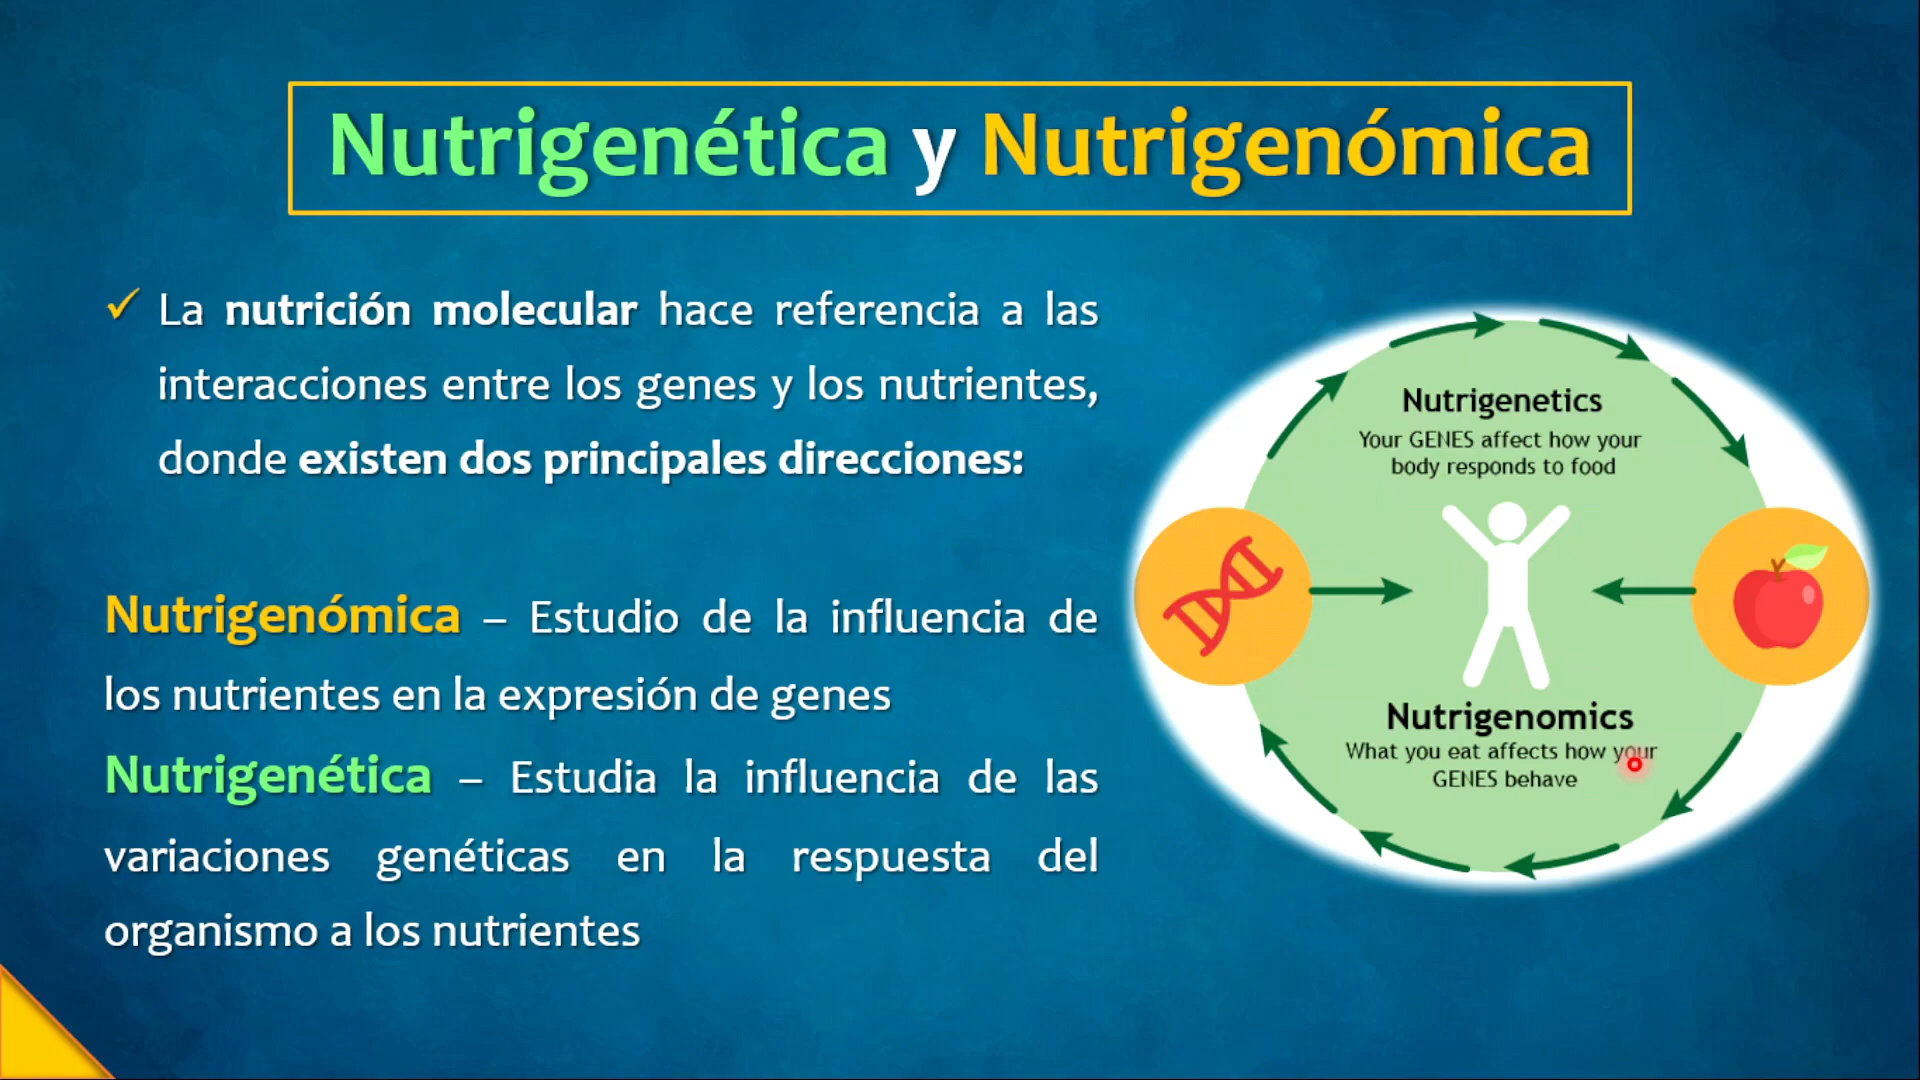 Nutrigenética y Nutrigenómica
La nutrición molecular hace referencia a las
interacciones entre los genes y los nutrientes,
donde existen dos principales direcciones:
Nutrigenómica – Estudio de la influencia de
los nutrientes en la expresión de genes
Nutrigenética – Estudia la influencia de las
variaciones genéticas en la respuesta del
organismo a los nutrientes
Nutrigenetics
Your GENES affect how your
body responds to food
Nutrigenomics
What you eat affects how your
GENES behave